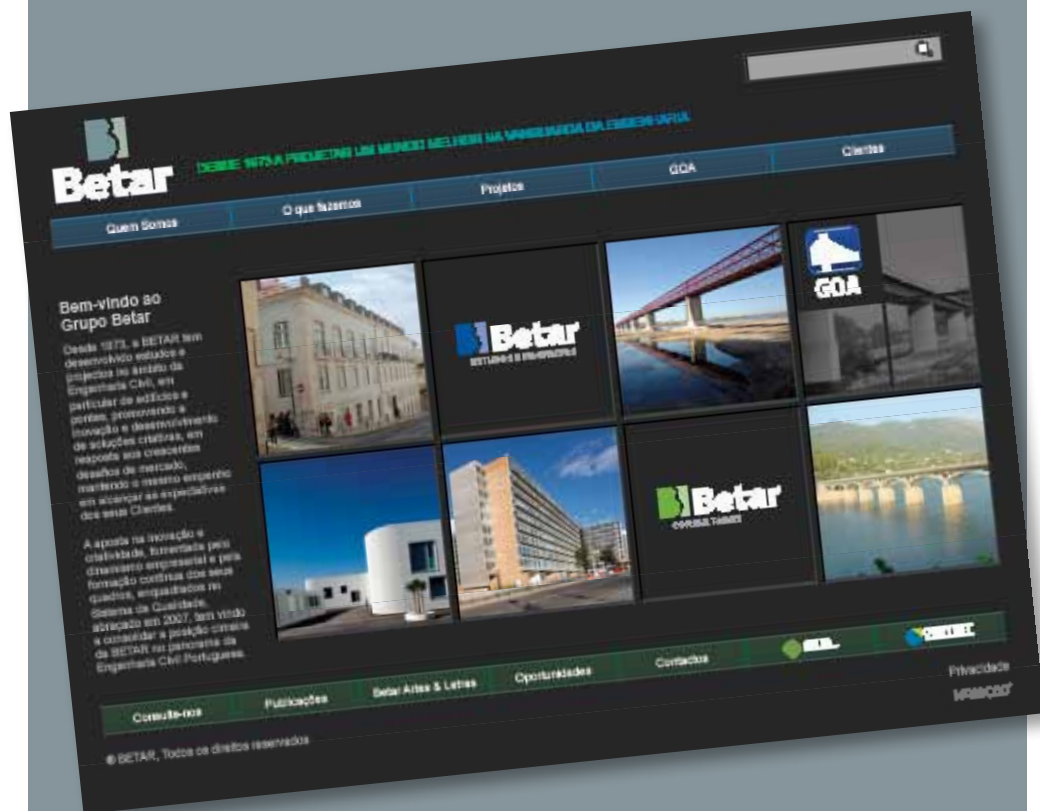 Betar
DESDE 1973 A PROJETAR UM MUNDO MELHOR NA VANGUARDA DA ENGENHARIA
Quem Somos
O que fazemos
Projetos
GOA
Clientes
Bem-vindo ao
Grupo Betar
Desde 1973, a BETAR tem
desenvolvido estudos e
projectos no âmbito da
Engenharia Civil, em
particular de edifícios e
pontes, promovendo a
inovação e desenvolvimento
de soluções criativas, em
resposta aos crescentes
desafios de mercado,
mantendo o mesmo empenho
em alcançar as expectativas
dos seus Clientes.
A aposta na inovação e
criatividade, fomentada pelo
dinamismo empresarial e pela
formação contínua dos seus
quadros, enquadrados no
Sistema da Qualidade,
abraçado em 2007, tem vindo
a consolidar a posição cimeira
da BETAR no panorama da
Engenharia Civil Portuguesa.
Betar
GOA
Betar
CONSULTORES
Consulte-nos
Publicações
Betar Artes & Letras
Oportunidades
Contactos
® BETAR, Todos os direitos reservados
Privacidade